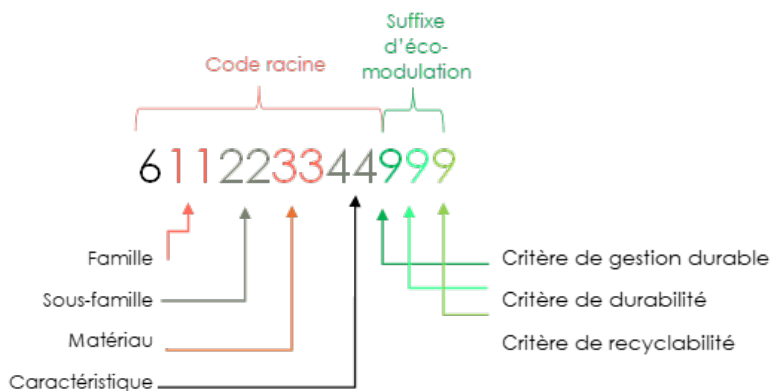 Suffixe
d'éco-
modulation
Code racine
611223344999
Famille
Sous-famille
Matériau
Caractéristique
Critère de gestion durable
Critère de durabilité
Critère de recyclabilité